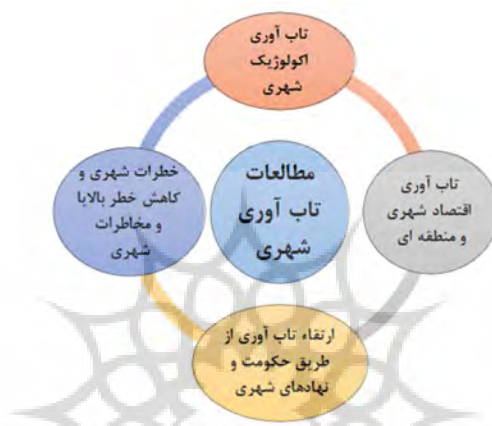 تاب آوری
اکولوژیک
شهری
خطرات شهری و
کاهش خطر بالایا
و مخاطرات
شهری
مطالعات
تاب آوری
شهری
تاب آوری
اقتصاد شهری
و منطقه ای
ارتقاء تاب آوری از
طریق حکومت و
نهادهای شهری